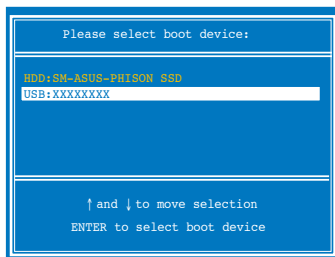 Please select boot device:
HDD:SM-ASUS-PHISON SSD
USB:XXXXXXXX
↑ and ↓ to move selection
ENTER to select boot device